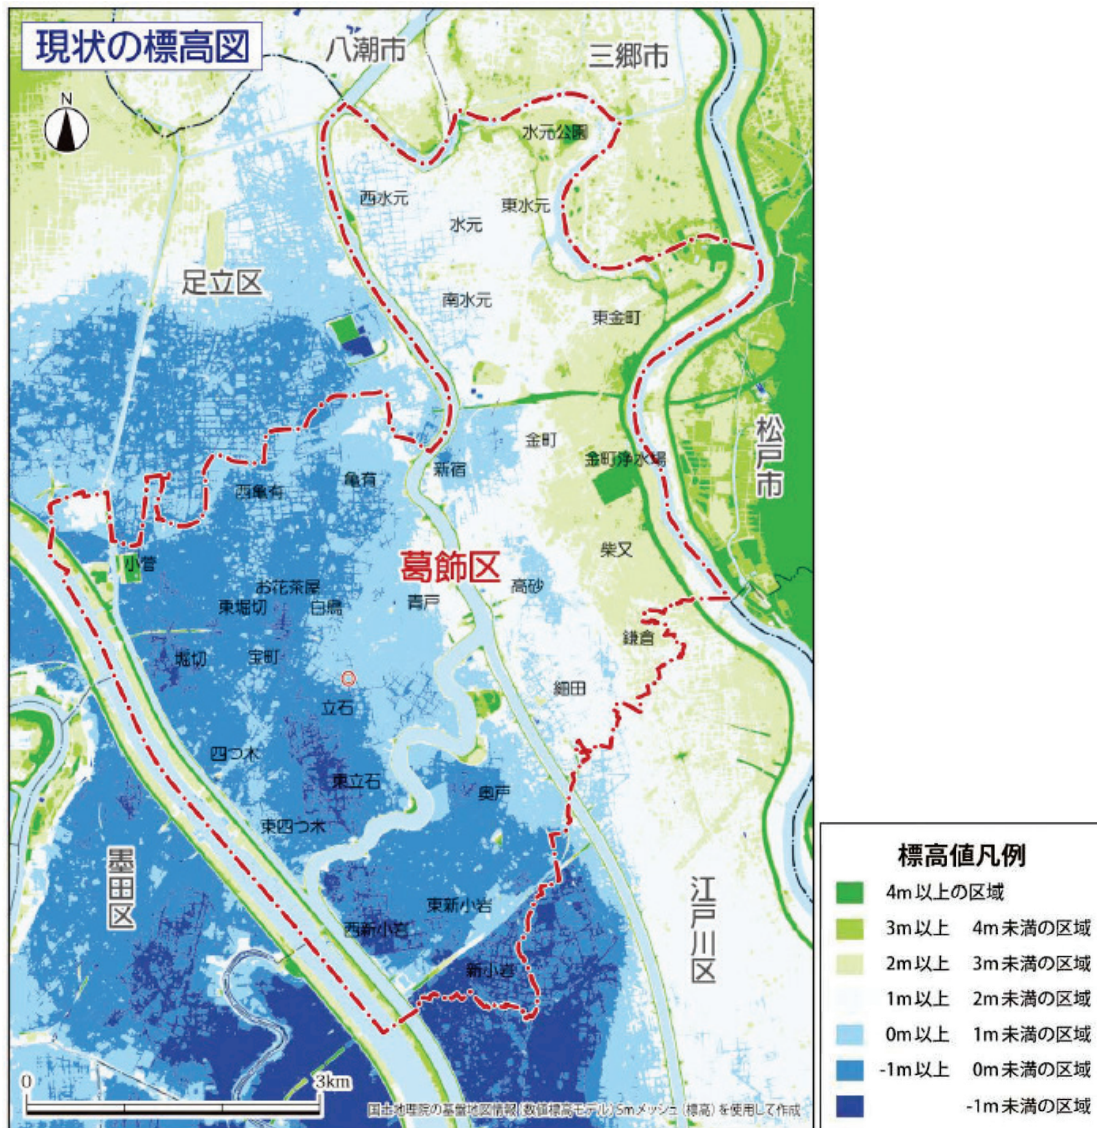 現状の標高図
八潮市
三郷市
N
水元公園
西水元
東水元
水元
足立区
南水元
東金町
松戸市
金町
金町浄水場
新宿
亀有
西亀有
小菅
柴又
葛飾区
お花茶屋
高砂
青戸
白鳥
東堀切
鎌倉
堀切
宝町
細田
立石
四つ木
東立石
奥戸
東四つ木
墨田区
江戸川区
東新小岩
西新小岩
新小岩
0 3km
国土地理院の基盤地図情報(数値標高モデル)5mメッシュ(標高)を使用して作成
標高値凡例
4m以上の区域
3m以上 4m未満の区域
2m以上 3m未満の区域
1m以上 2m未満の区域
0m以上 1m未満の区域
-1m以上 0m未満の区域
-1m未満の区域